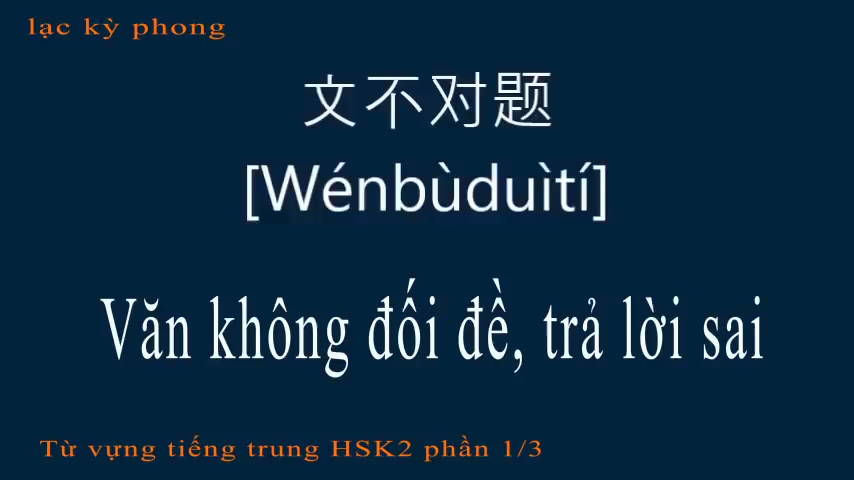 lạc kỳ phong
文不对题
[Wénbùduìtí]
Văn không đối đề, trả lời sai
Từ vựng tiếng trung HSK2 phần 1/3